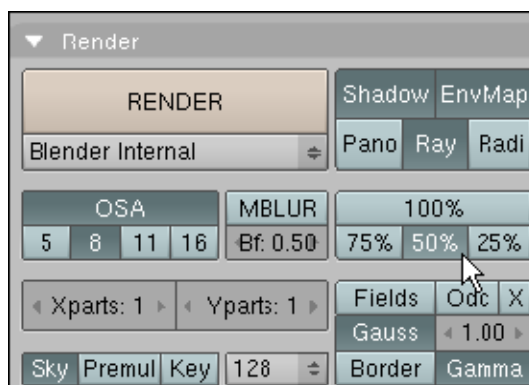 Render
RENDER
Shadow EnvMap
Blender Internal
Pano Ray Radi
OSA MBLUR 100%
5 8 11 16 Bf: 0.50 75% 50% 25%
Xparts: 1 Yparts: 1
Fields Odd X
Gauss 1.00
Sky Premul Key 128 Border Gamma